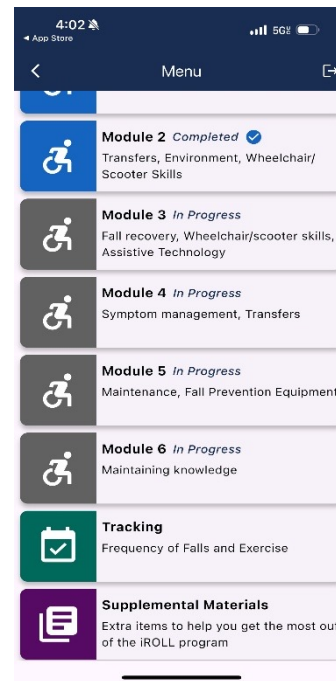 4:02
5G
App Store
Menu
Module 2 Completed
Transfers, Environment, Wheelchair/
Scooter Skills
Module 3 In Progress
Fall recovery, Wheelchair/scooter skills,
Assistive Technology
Module 4 In Progress
Symptom management, Transfers
Module 5 In Progress
Maintenance, Fall Prevention Equipment
Module 6 In Progress
Maintaining knowledge
Tracking
Frequency of Falls and Exercise
Supplemental Materials
Extra items to help you get the most out
of the iROLL program